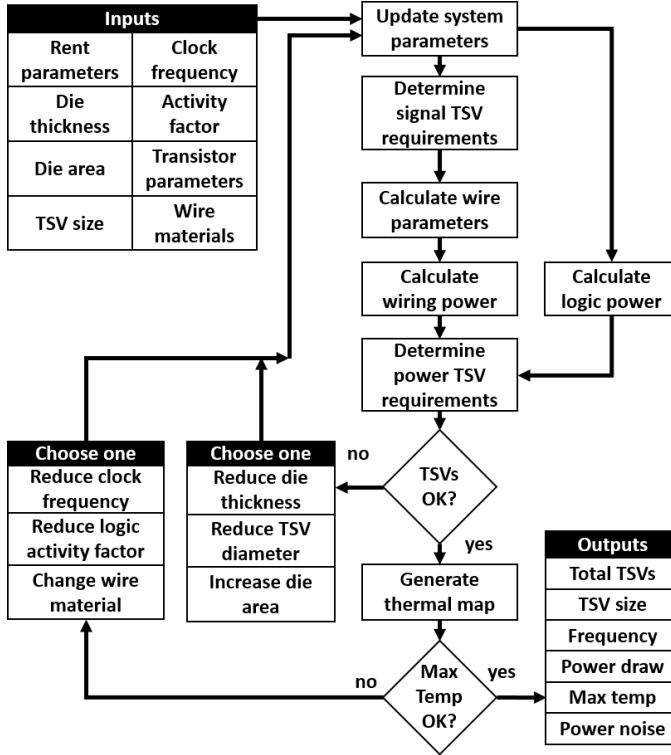 Inputs
Rent
parameters
Clock
frequency
Die
thickness
Activity
factor
Die area
Transistor
parameters
TSV size
Wire
materials
Update system
parameters
Determine
signal TSV
requirements
Calculate wire
parameters
Calculate
wiring power
Calculate
logic power
Determine
power TSV
requirements
TSVs
OK?
no
yes
Choose one
Reduce clock
frequency
Reduce logic
activity factor
Change wire
material
Choose one
Reduce die
thickness
Reduce TSV
diameter
Increase die
area
Generate
thermal map
Max
Temp
OK?
no
yes
Outputs
Total TSVs
TSV size
Frequency
Power draw
Max temp
Power noise